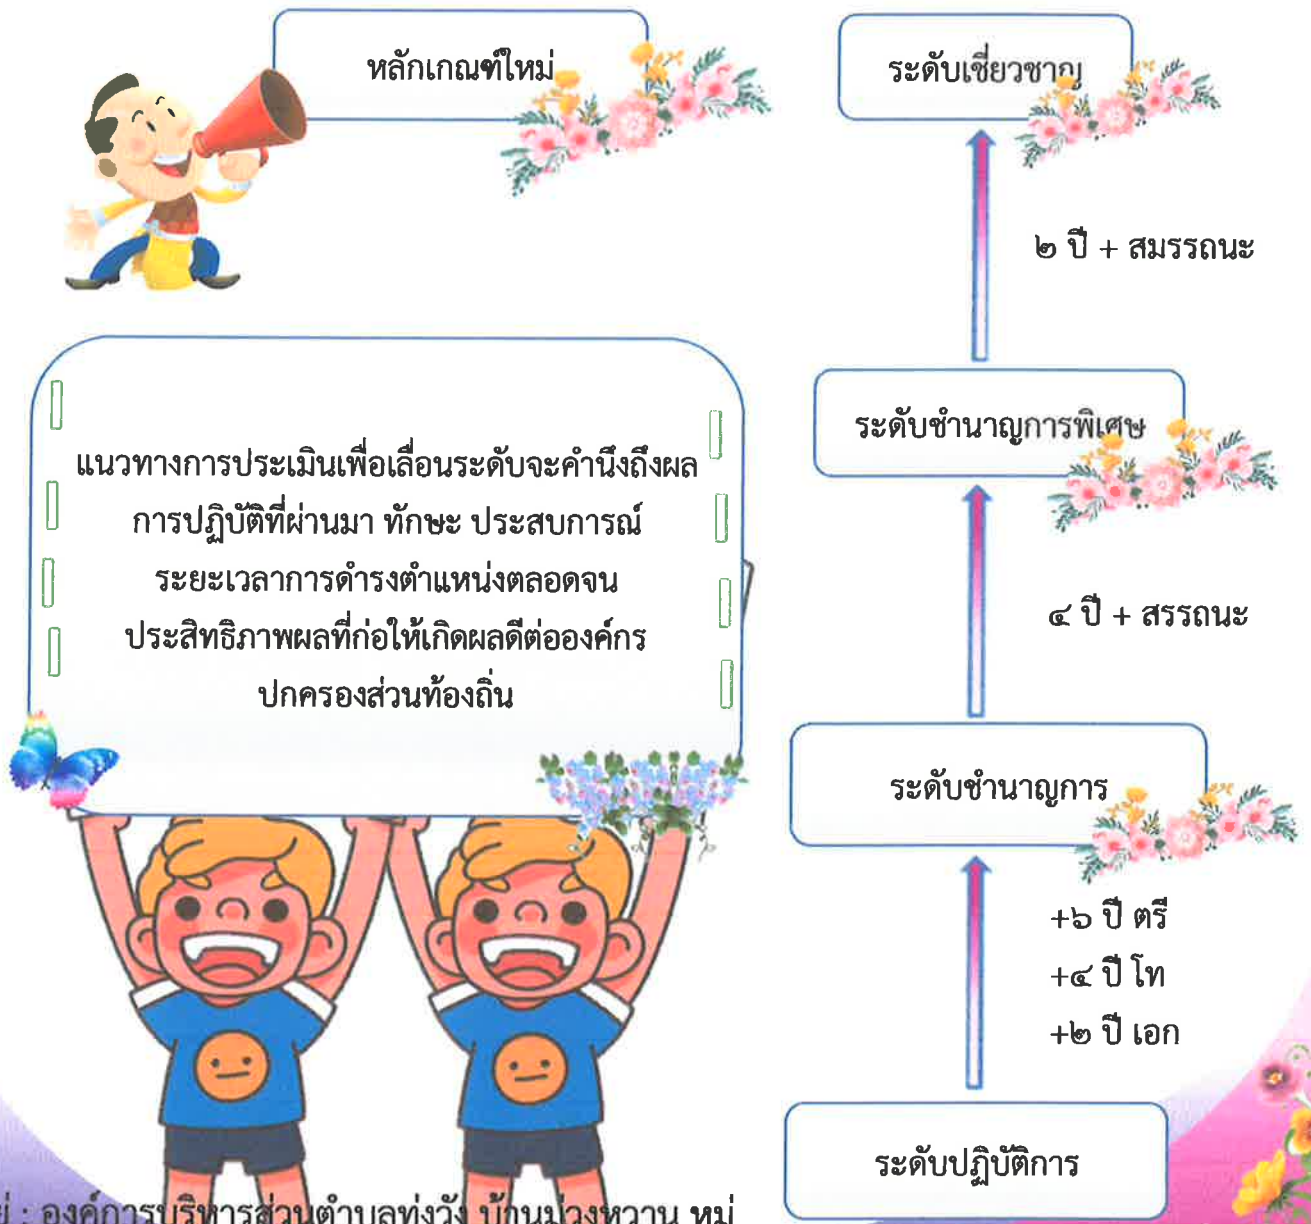 หลักเกณฑ์ใหม่
แนวทางการประเมินเพื่อเลื่อนระดับจะคำนึงถึงผล
การปฏิบัติที่ผ่านมา ทักษะ ประสบการณ์
ระยะเวลาการดำรงตำแหน่งตลอดจน
ประสิทธิภาพผลที่ก่อให้เกิดผลดีต่อองค์กร
ปกครองส่วนท้องถิ่น
ระดับเชี่ยวชาญ
๒ ปี + สมรรถนะ
ระดับชำนาญการพิเศษ
๔ ปี + สรรถนะ
ระดับชำนาญการ
+๖ ปี ตรี
+๔ ปี โท
+๒ ปี เอก
ระดับปฏิบัติการ
: องค์การบริหารส่วนตำบลทุ่งวัง บ้านม่วงหวาน หมู่